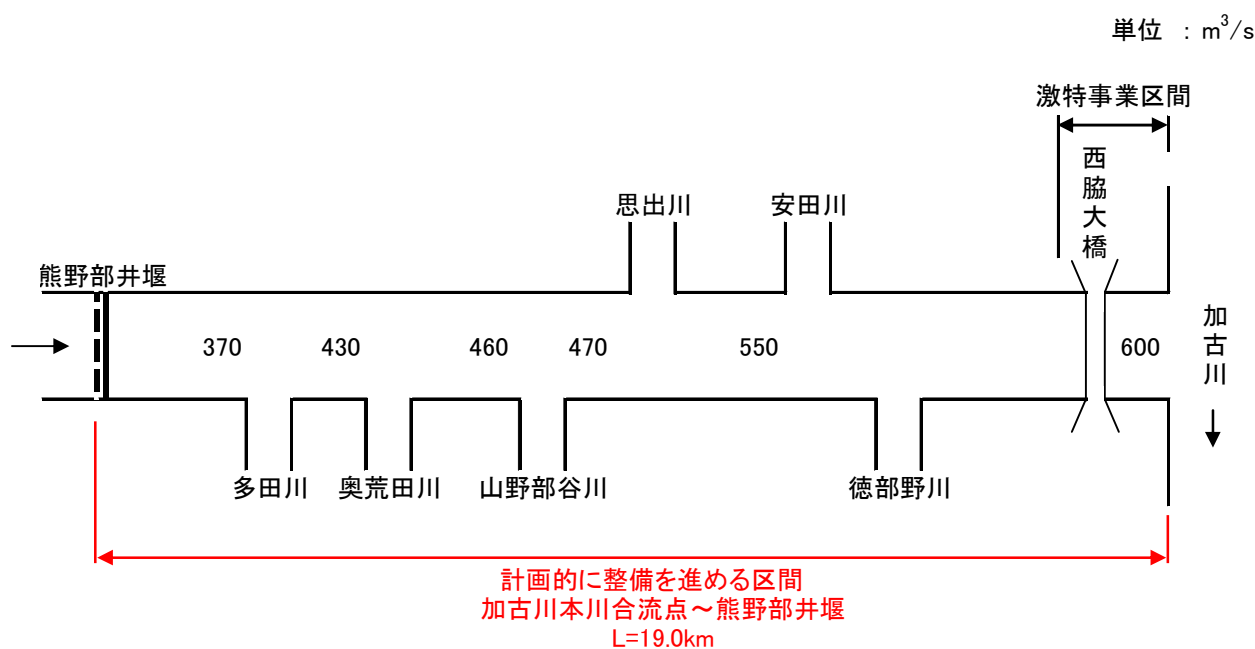 単位 : m³/s
激特事業区間
西脇大橋
思出川
安田川
熊野部井堰
370
430
460
470
550
600
加古川
多田川
奥荒田川
山野部谷川
徳部野川
計画的に整備を進める区間
加古川本川合流点～熊野部井堰
L=19.0km